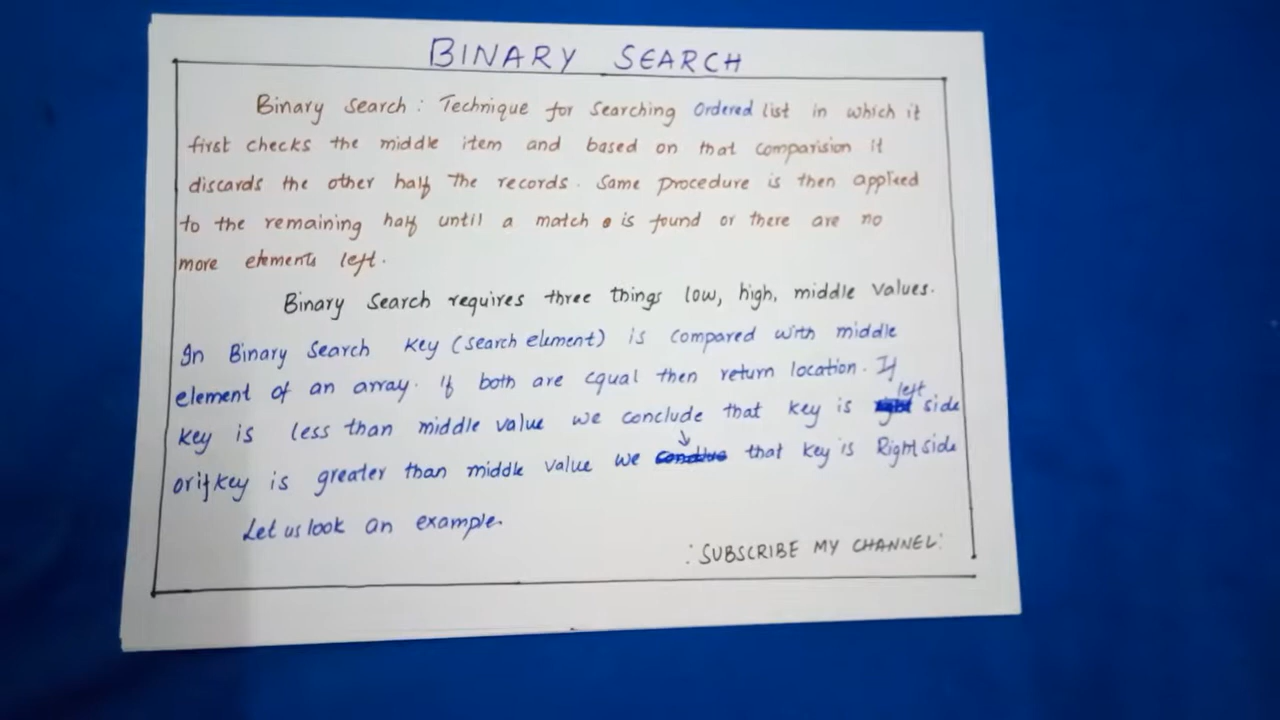 BINARY SEARCH
Binary Search : Technique for Searching Ordered list in which it
first checks the middle item and based on that comparision it
discards the other half the records. Same procedure is then applied
to the remaining half until a match is found or there are no
more elements left.
Binary Search requires three things low, high, middle values.
In Binary Search key (search element) is compared with middle
element of an array. If both are equal then return location. If
left
key is less than middle value we conclude that key is side
or if key is greater than middle value we that key is Right side
Let us look an example.
:SUBSCRIBE MY CHANNEL: